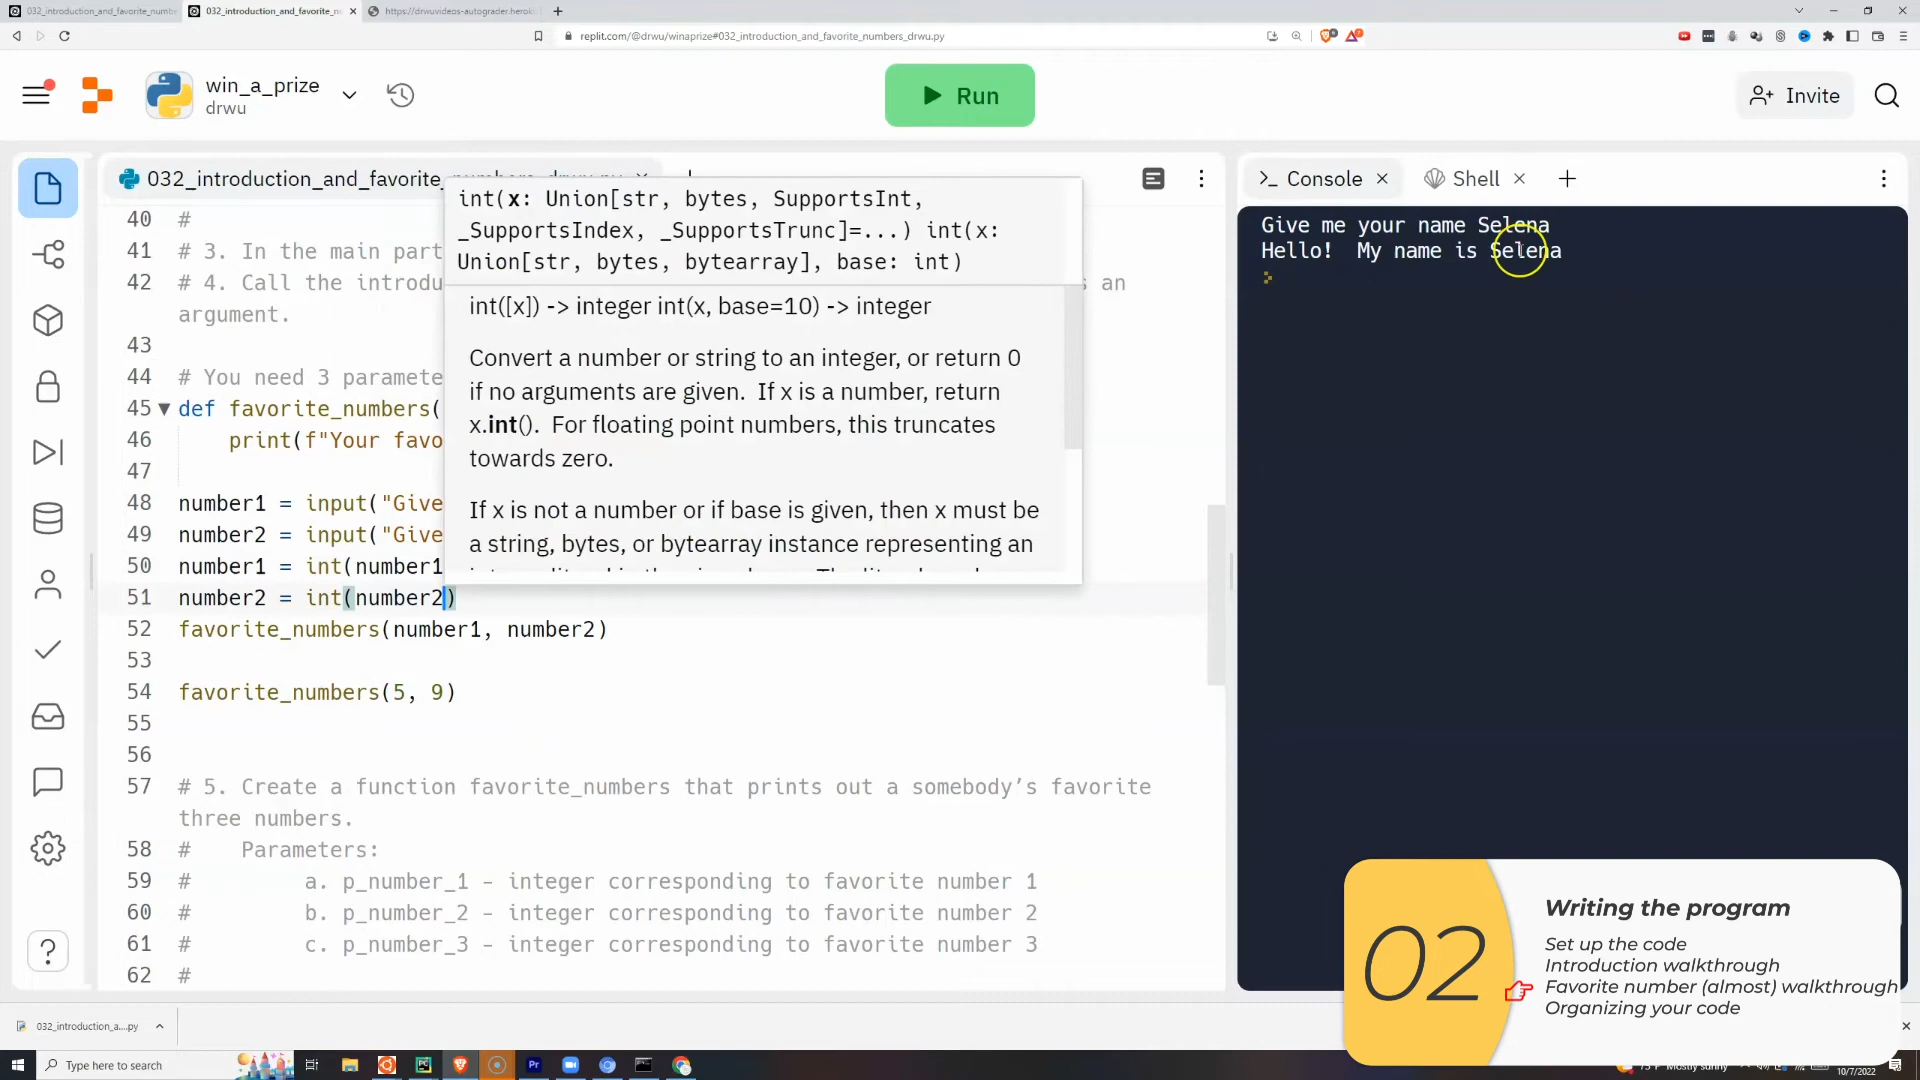 032_introduction_and_favorite_numb
032_introduction_and_favorite_n
https://drwuvideos-autograder.herok
replit.com/@drwu/winaprize#032_introduction_and_favorite_numbers_drwu.py
win_a_prize
drwu
Run
Invite
032_introduction_and_favorite_
Console
Shell
int(x: Union[str, bytes, SupportsInt,
_SupportsIndex, _SupportsTrunc]=...) int(x:
Union[str, bytes, bytearray], base: int)
int([x]) -> integer int(x, base=10) -> integer
Convert a number or string to an integer, or return 0
if no arguments are given.  If x is a number, return
x.int().  For floating point numbers, this truncates
towards zero.
If x is not a number or if base is given, then x must be
a string, bytes, or bytearray instance representing an
40 #
41 # 3. In the main part
42 # 4. Call the introdu
s an
argument.
43
44 # You need 3 paramete
45 def favorite_numbers(
46 print(f"Your favo
47
48 number1 = input("Give
49 number2 = input("Give
50 number1 = int(number1
51 number2 = int(number2)
52 favorite_numbers(number1, number2)
53
54 favorite_numbers(5, 9)
55
56
57 # 5. Create a function favorite_numbers that prints out a somebody’s favorite
three numbers.
58 #    Parameters:
59 #        a. p_number_1 - integer corresponding to favorite number 1
60 #        b. p_number_2 - integer corresponding to favorite number 2
61 #        c. p_number_3 - integer corresponding to favorite number 3
62 #
Give me your name Selena
Hello!  My name is Selena
02
Writing the program
Set up the code
Introduction walkthrough
Favorite number (almost) walkthrough
Organizing your code
032_introduction_a....py
Type here to search
Mostly sunny
10/7/2022